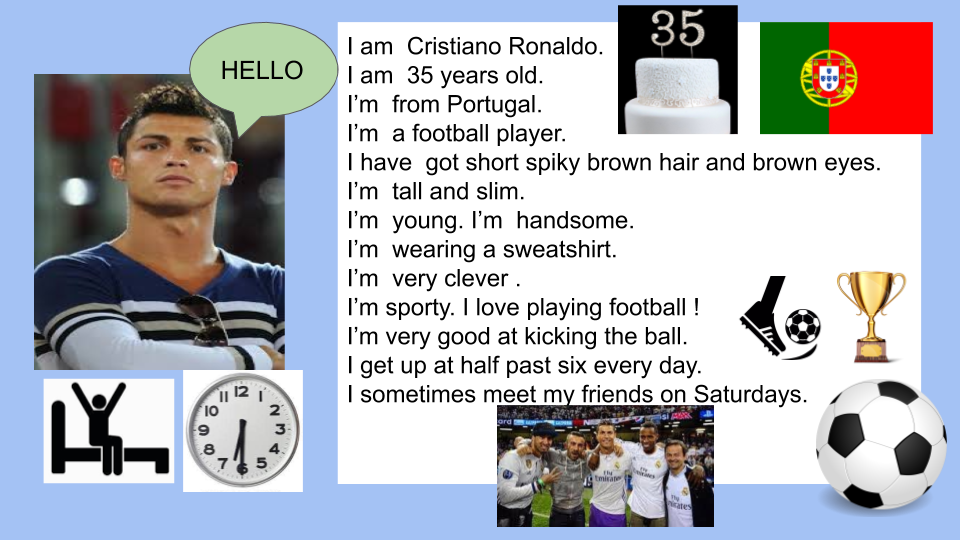 HELLO
I am  Cristiano Ronaldo.
I am  35 years old.
I’m  from Portugal.
I’m  a football player.
I have  got short spiky brown hair and brown eyes.
I’m  tall and slim.
I’m  young. I’m  handsome.
I’m  wearing a sweatshirt.
I’m  very clever .
I’m sporty. I love playing football !
I’m very good at kicking the ball.
I get up at half past six every day.
I sometimes meet my friends on Saturdays.
35
11 12 1
10 2
9 3
8 4
7 6 5
Emirates Emirates